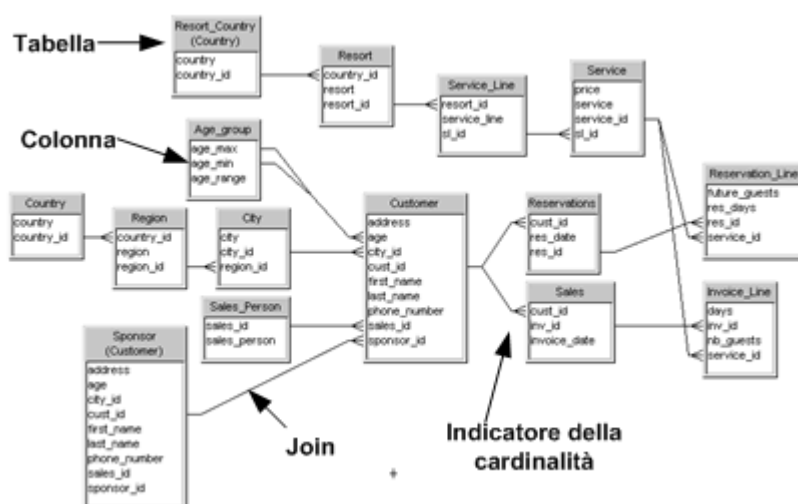 Tabella
Resort_Country
(Country)
country
country_id
Resort
country_id
resort
resort_id
Service_Line
resort_id
service_line
sl_id
Service
price
service
service_id
sl_id
Colonna
Age_group
age_max
age_min
age_range
Country
country
country_id
Region
country_id
region
region_id
City
city
city_id
region_id
Customer
address
age
city_id
cust_id
first_name
last_name
phone_number
sales_id
sponsor_id
Reservations
cust_id
res_date
res_id
Reservation_Line
future_guests
res_days
res_id
service_id
Sales_Person
sales_id
sales_person
Sales
cust_id
inv_id
invoice_date
Invoice_Line
days
inv_id
nb_guests
service_id
Sponsor
(Customer)
address
age
city_id
cust_id
first_name
last_name
phone_number
sales_id
sponsor_id
Join
Indicatore della
cardinalità